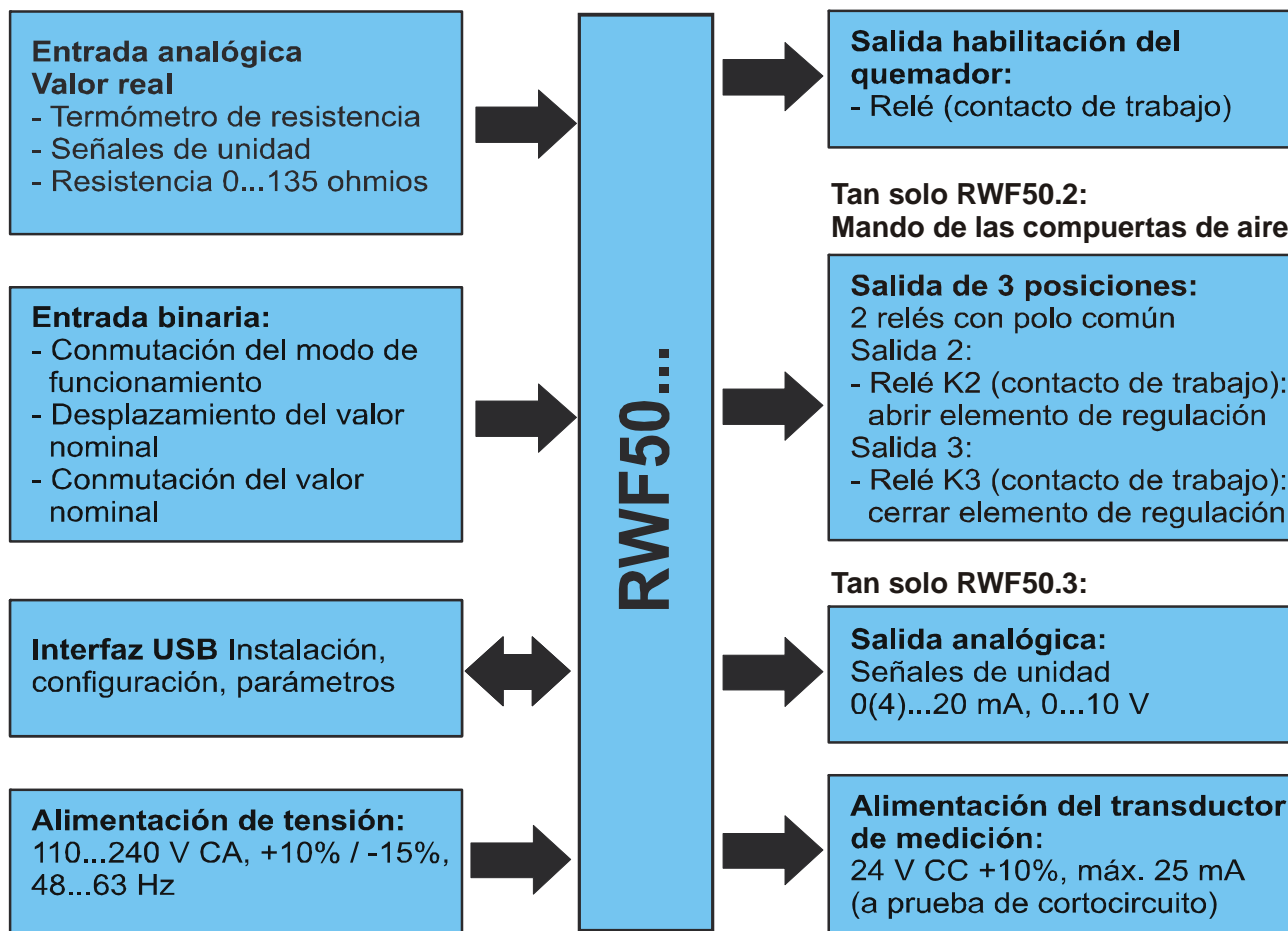 Entrada analógica
Valor real
- Termómetro de resistencia
- Señales de unidad
- Resistencia 0...135 ohmios
Entrada binaria:
- Conmutación del modo de
funcionamiento
- Desplazamiento del valor
nominal
- Conmutación del valor
nominal
Interfaz USB Instalación,
configuración, parámetros
Alimentación de tensión:
110...240 V CA, +10% / -15%,
48...63 Hz
RWF50...
Salida habilitación del
quemador:
- Relé (contacto de trabajo)
Tan solo RWF50.2:
Mando de las compuertas de aire
Salida de 3 posiciones:
2 relés con polo común
Salida 2:
- Relé K2 (contacto de trabajo):
abrir elemento de regulación
Salida 3:
- Relé K3 (contacto de trabajo):
cerrar elemento de regulación
Tan solo RWF50.3:
Salida analógica:
Señales de unidad
0(4)...20 mA, 0...10 V
Alimentación del transductor
de medición:
24 V CC +10%, máx. 25 mA
(a prueba de cortocircuito)